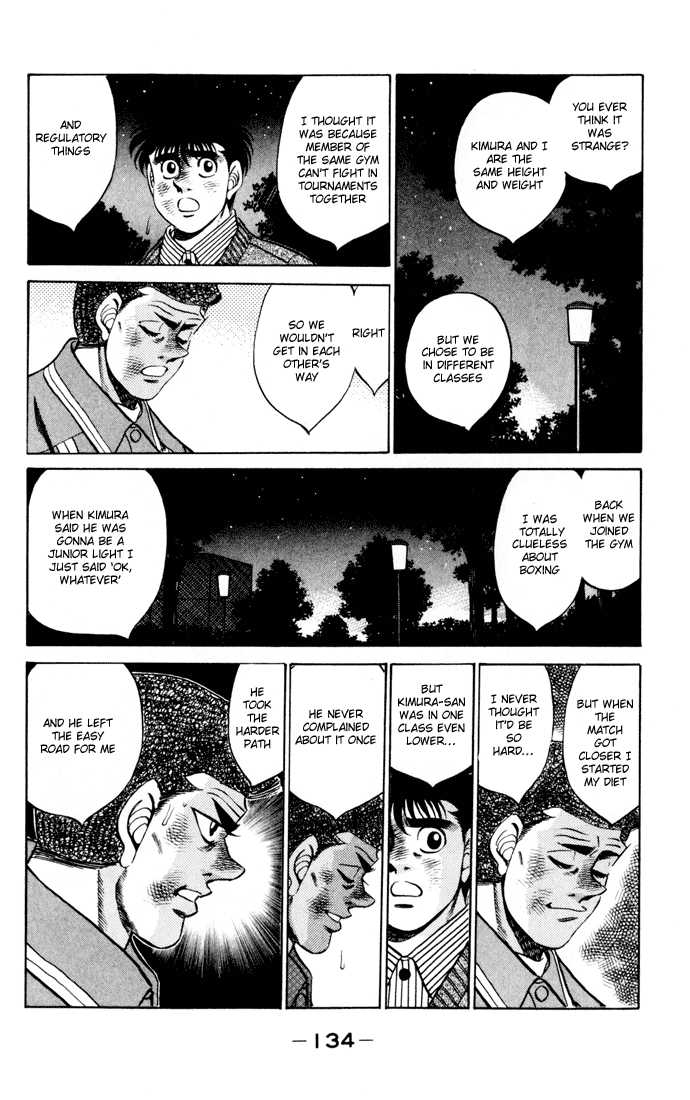 YOU EVER
THINK IT
WAS
STRANGE?
KIMURA AND I
ARE THE
SAME HEIGHT
AND WEIGHT
BUT WE
CHOSE TO BE
IN DIFFERENT
CLASSES
I THOUGHT IT
WAS BECAUSE
MEMBER OF
THE SAME GYM
CAN'T FIGHT IN
TOURNAMENTS
TOGETHER
AND
REGULATORY
THINGS
RIGHT
SO WE
WOULDN'T
GET IN EACH
OTHER'S
WAY
BACK
WHEN WE
JOINED
THE GYM
I WAS
TOTALLY
CLUELESS
ABOUT
BOXING
WHEN KIMURA
SAID HE WAS
GONNA BE A
JUNIOR LIGHT I
JUST SAID 'OK,
WHATEVER'
BUT WHEN
THE
MATCH
GOT
CLOSER I
STARTED
MY DIET
I NEVER
THOUGHT
IT'D BE
SO
HARD...
BUT
KIMURA-SAN
WAS IN ONE
CLASS EVEN
LOWER...
HE NEVER
COMPLAINED
ABOUT IT ONCE
HE
TOOK
THE
HARDER
PATH
AND HE LEFT
THE EASY
ROAD FOR ME
-134-